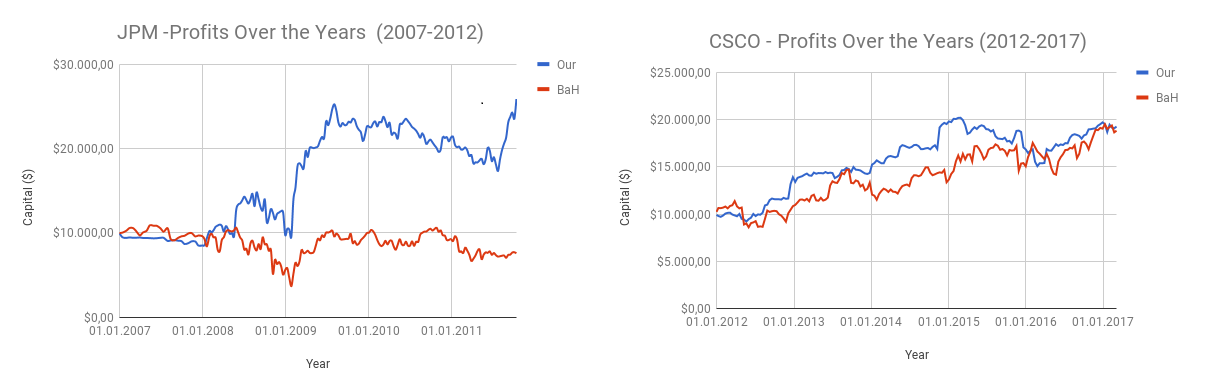 JPM -Profits Over the Years  (2007-2012)
$30.000,00
$20.000,00
$10.000,00
$0,00
Capital ($)
01.01.2007 01.01.2008 01.01.2009 01.01.2010 01.01.2011
Year
Our
BaH
CSCO - Profits Over the Years (2012-2017)
$25.000,00
$20.000,00
$15.000,00
$10.000,00
$5.000,00
$0,00
Capital ($)
01.01.2012 01.01.2013 01.01.2014 01.01.2015 01.01.2016 01.01.2017
Year
Our
BaH